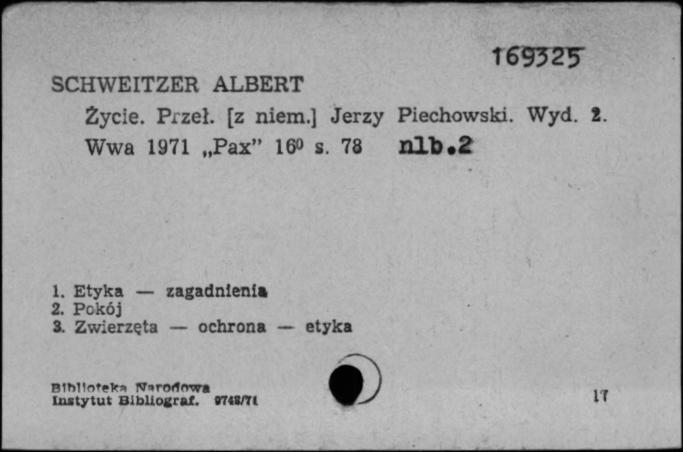 169325
SCHWEITZER ALBERT
Życie. Przeł. [z niem.] Jerzy Piechowski. Wyd. 2.
Wwa 1971 „Pax” 16⁰ s. 78 nlb.2
1. Etyka — zagadnienia
2. Pokój
3. Zwierzęta — ochrona — etyka
Biblioteka Narodowa
Instytut Bibliograf. 9748/71
17